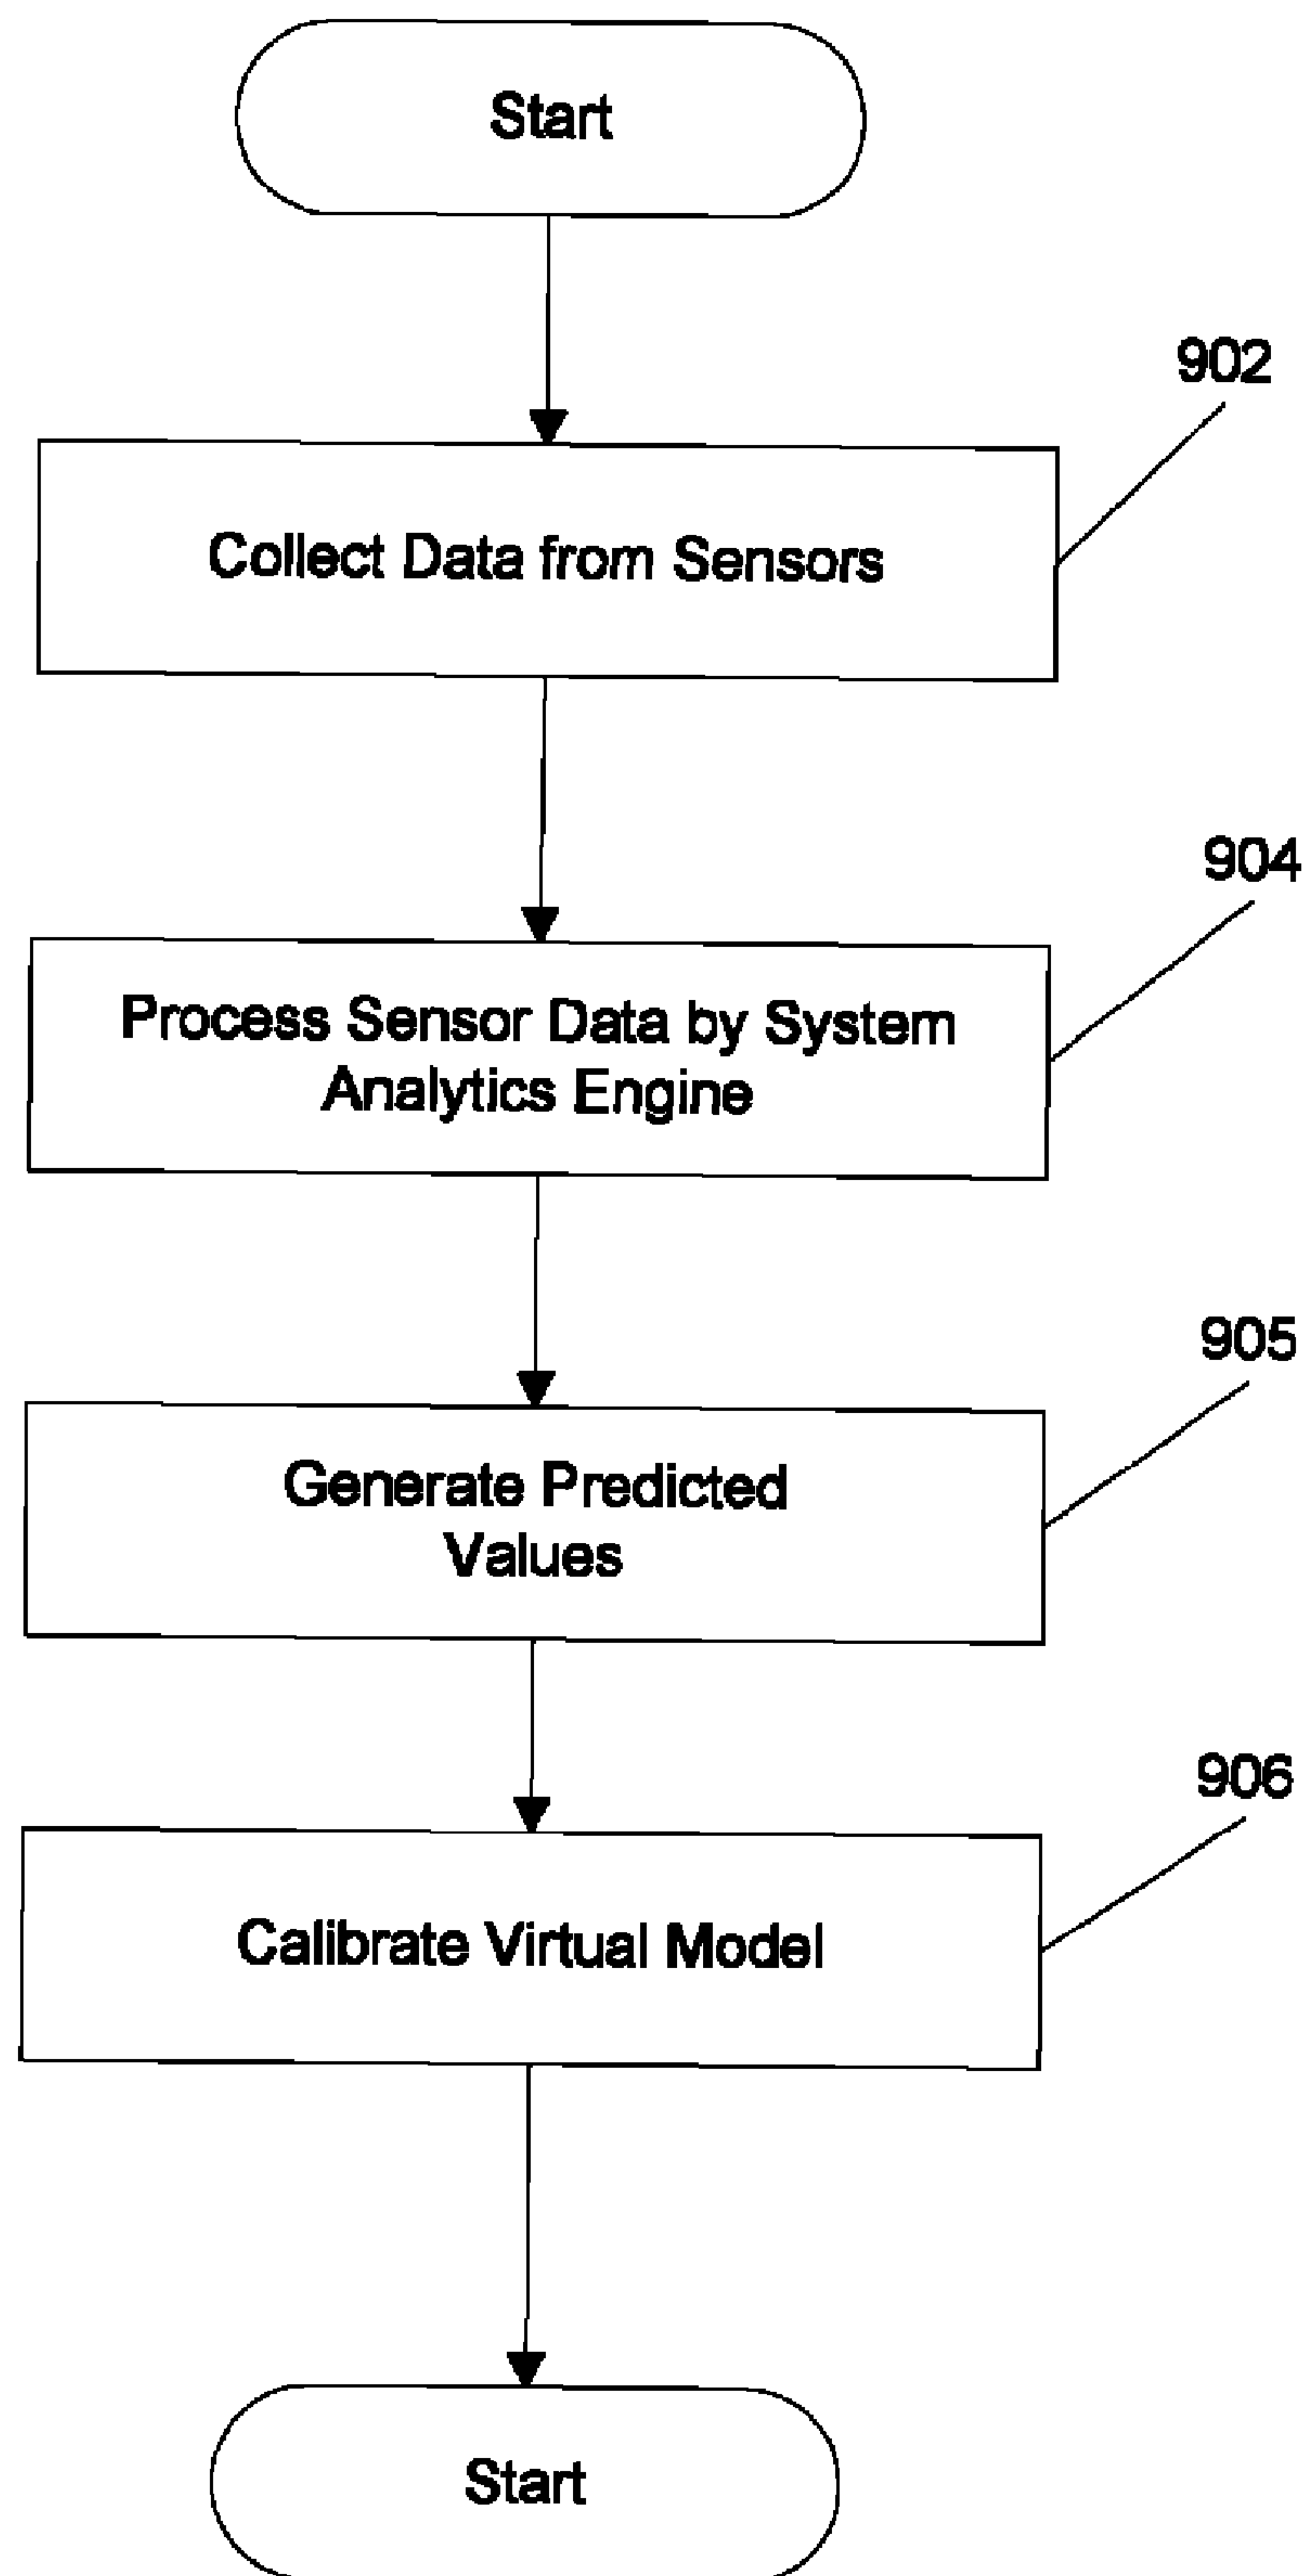 Start
902
Collect Data from Sensors
904
Process Sensor Data by System
Analytics Engine
905
Generate Predicted
Values
906
Calibrate Virtual Model
Start